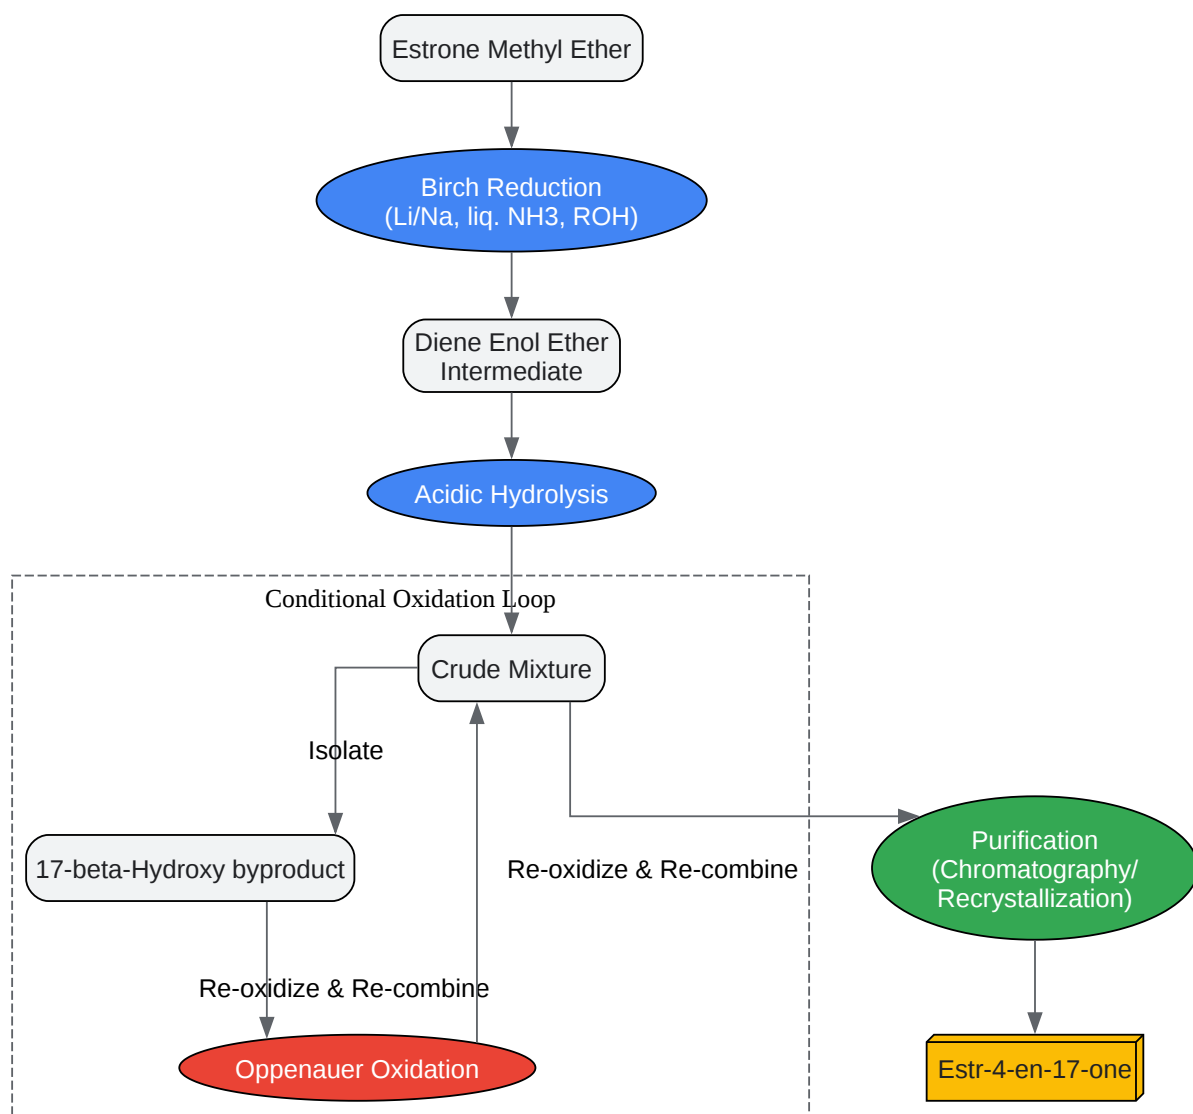 Estrone Methyl Ether
Birch Reduction
(Li/Na, liq. NH3, ROH)
Diene Enol Ether
Intermediate
Acidic Hydrolysis
Conditional Oxidation Loop
Crude Mixture
Isolate
17-beta-Hydroxy byproduct
Re-oxidize & Re-combine
Purification
(Chromatography/
Recrystallization)
Re-oxidize & Re-combine
Oppenauer Oxidation
Estr-4-en-17-one